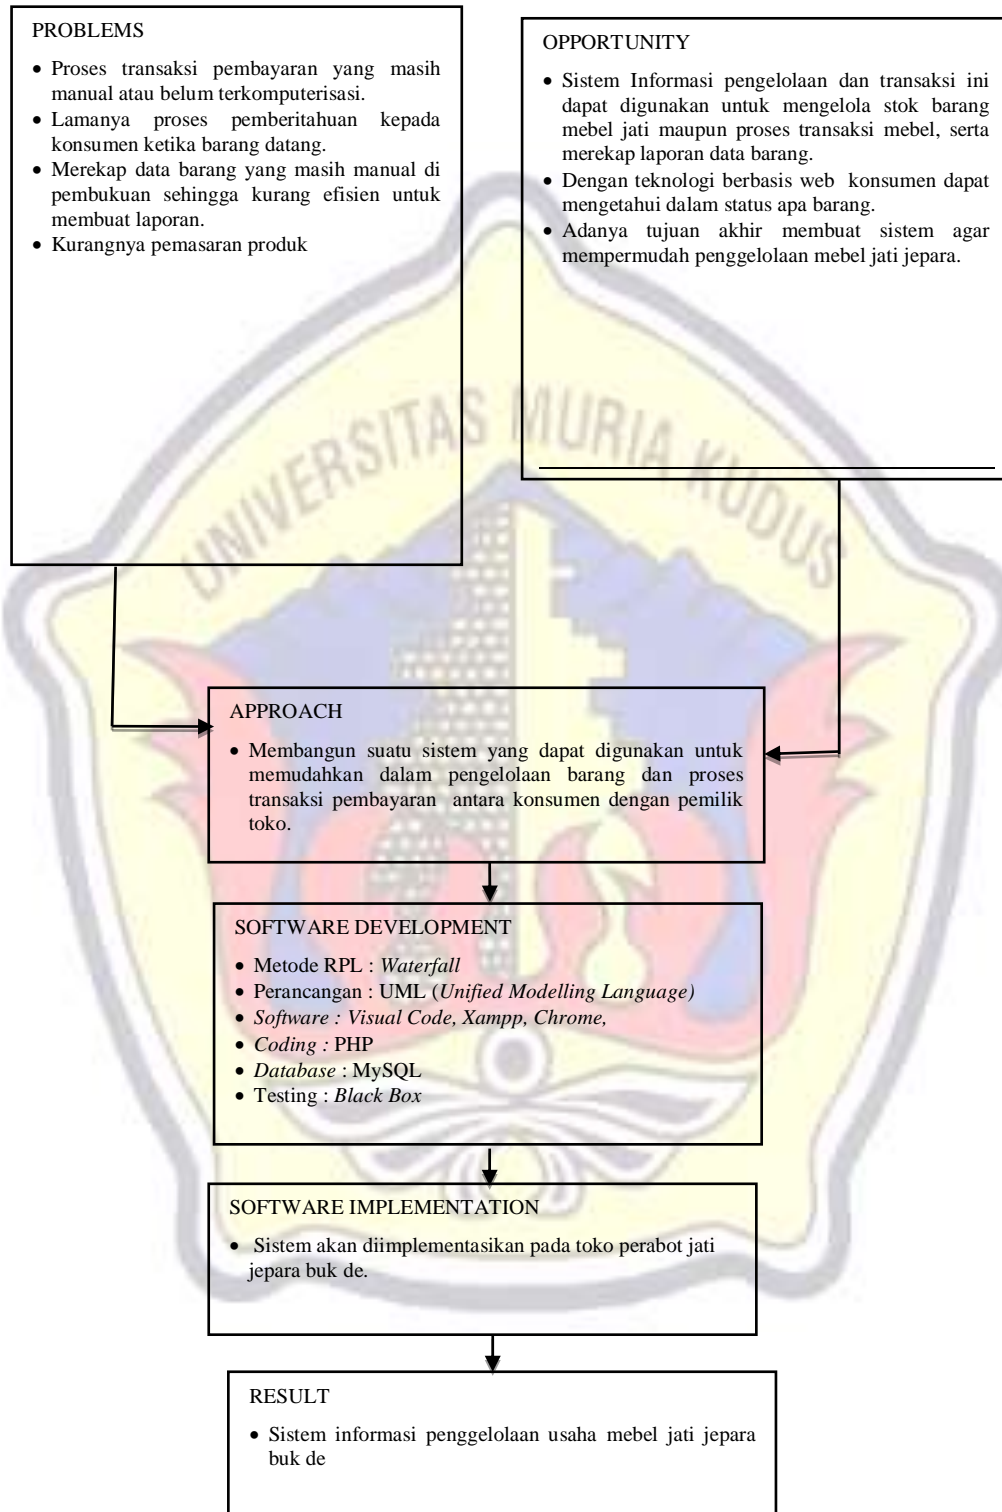 PROBLEMS
• Proses transaksi pembayaran yang masih
manual atau belum terkomputerisasi.
• Lamanya proses pemberitahuan kepada
konsumen ketika barang datang.
• Merekap data barang yang masih manual di
pembukuan sehingga kurang efisien untuk
membuat laporan.
• Kurangnya pemasaran produk
OPPORTUNITY
• Sistem Informasi pengelolaan dan transaksi ini
dapat digunakan untuk mengelola stok barang
mebel jati maupun proses transaksi mebel, serta
merekap laporan data barang.
• Dengan teknologi berbasis web konsumen dapat
mengetahui dalam status apa barang.
• Adanya tujuan akhir membuat sistem agar
mempermudah penggelolaan mebel jati jepara.
UNIVERSITAS MURIA KUDUS
APPROACH
• Membangun suatu sistem yang dapat digunakan untuk
memudahkan dalam pengelolaan barang dan proses
transaksi pembayaran antara konsumen dengan pemilik
toko.
SOFTWARE DEVELOPMENT
• Metode RPL : Waterfall
• Perancangan : UML (Unified Modelling Language)
• Software : Visual Code, Xampp, Chrome,
• Coding : PHP
• Database : MySQL
• Testing : Black Box
SOFTWARE IMPLEMENTATION
• Sistem akan diimplementasikan pada toko perabot jati
jepara buk de.
RESULT
• Sistem informasi penggelolaan usaha mebel jati jepara
buk de